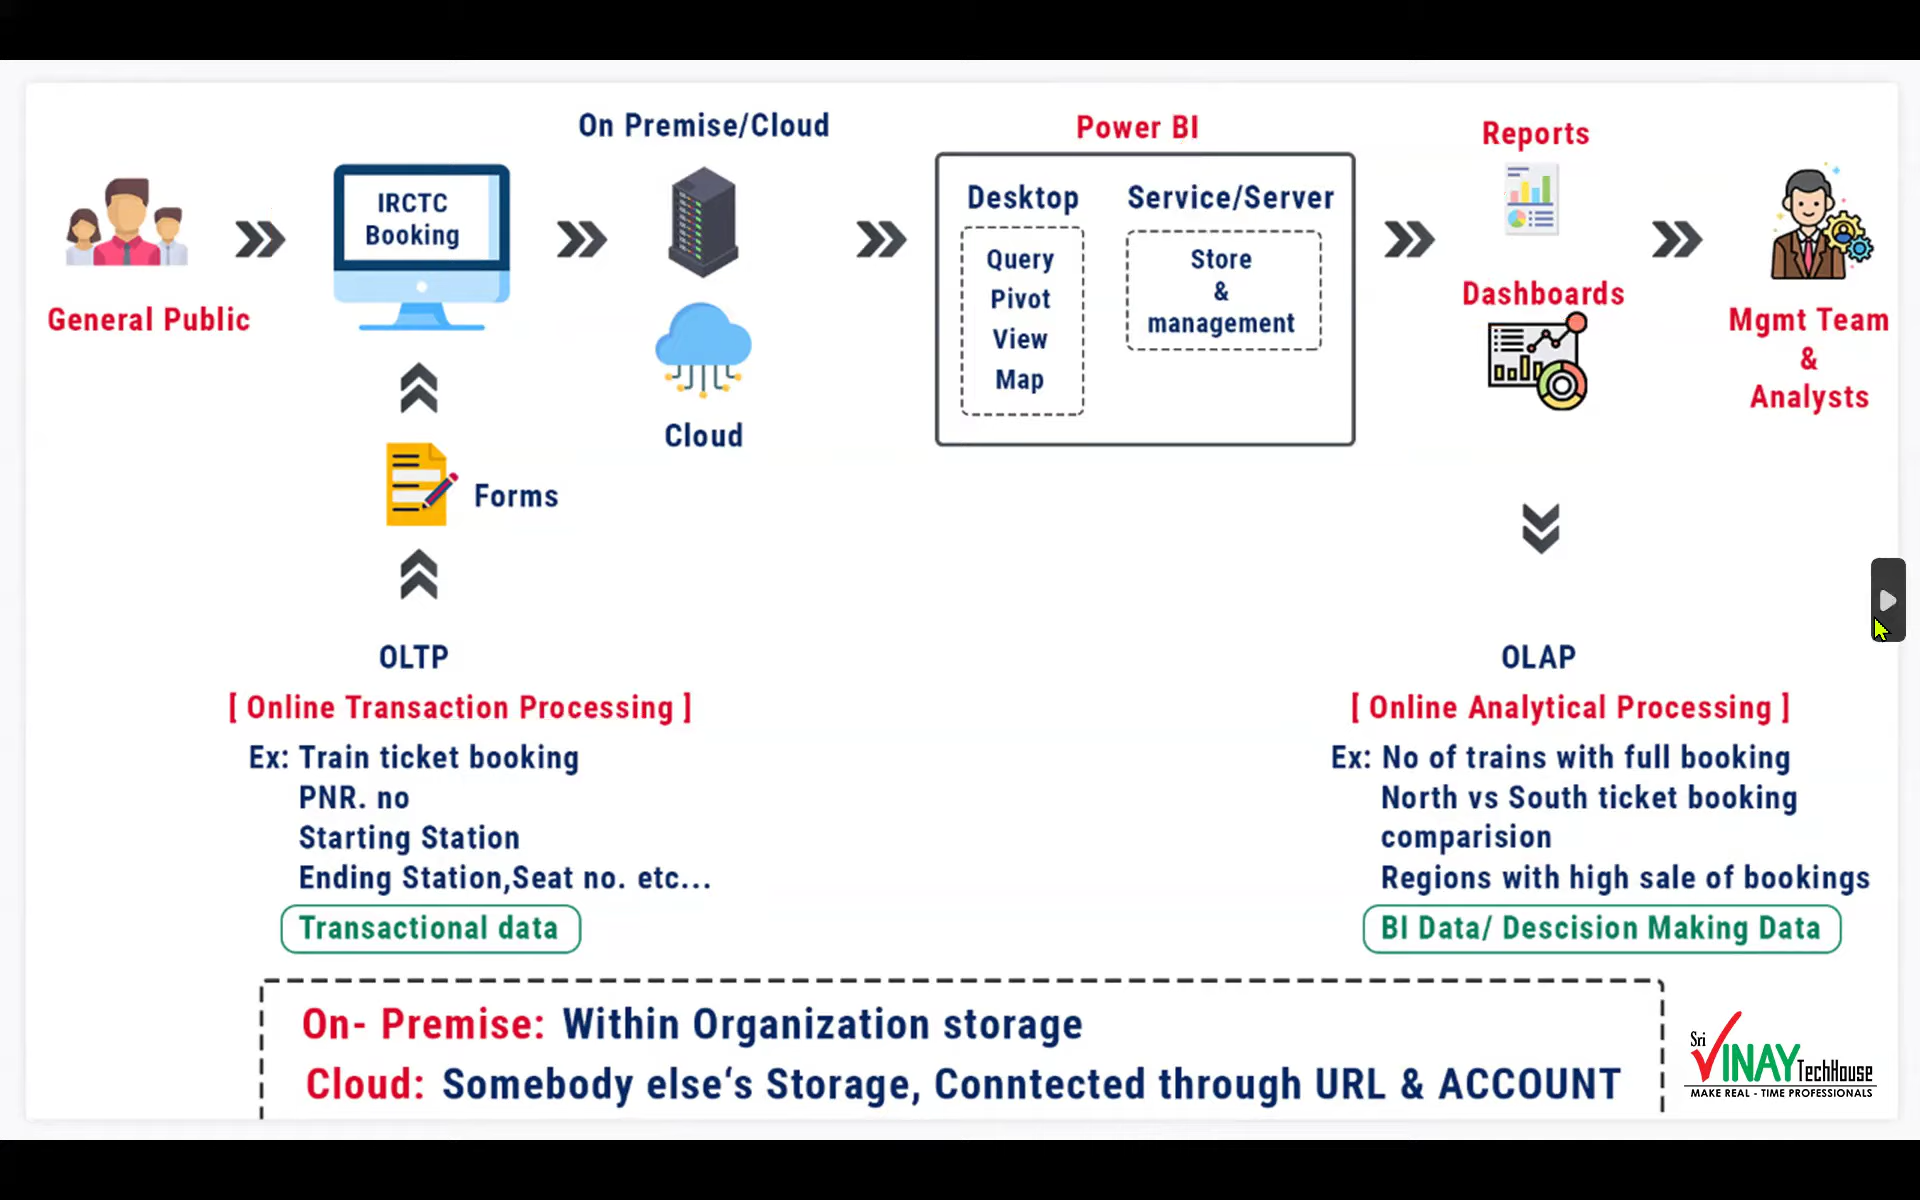 On Premise/Cloud
Power BI
Reports
IRCTC
Booking
Desktop
Service/Server
Query
Pivot
View
Map
Store
&
management
General Public
Dashboards
Mgmt Team
&
Analysts
Cloud
Forms
OLTP
[ Online Transaction Processing ]
Ex: Train ticket booking
PNR. no
Starting Station
Ending Station,Seat no. etc...
Transactional data
OLAP
[ Online Analytical Processing ]
Ex: No of trains with full booking
North vs South ticket booking
comparision
Regions with high sale of bookings
BI Data/ Descision Making Data
On- Premise: Within Organization storage
Cloud: Somebody else‘s Storage, Conntected through URL & ACCOUNT
Sri
VINAY TechHouse
MAKE REAL - TIME PROFESSIONALS